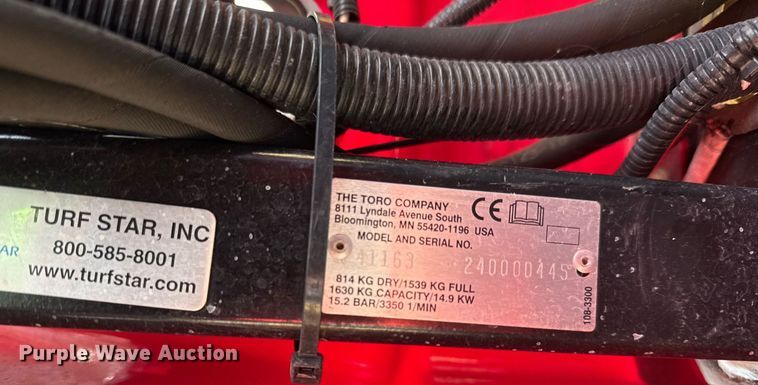 TURF STAR, INC
800-585-8001
www.turfstar.com
THE TORO COMPANY
8111 Lyndale Avenue South
Bloomington, MN 55420-1196 USA
CE
MODEL AND SERIAL NO.
41163 240000445
814 KG DRY/1539 KG FULL
1630 KG CAPACITY/14.9 KW
15.2 BAR/3350 1/MIN
108-3300
Purple Wave Auction